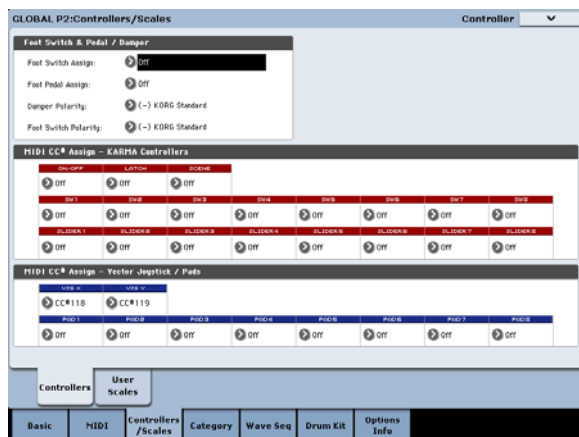 GLOBAL P2:Controllers/Scales Controller
Foot Switch & Pedal / Damper
Foot Switch Assign: Off
Foot Pedal Assign: Off
Damper Polarity: (-) KORG Standard
Foot Switch Polarity: (-) KORG Standard
MIDI CC# Assign - KARMA Controllers
ON/OFF LATCH SCENE
Off Off Off
SW1 SW2 SW3 SW4 SW5 SW6 SW7 SW8
Off Off Off Off Off Off Off Off
SLIDER1 SLIDER2 SLIDER3 SLIDER4 SLIDER5 SLIDER6 SLIDER7 SLIDER8
Off Off Off Off Off Off Off Off
MIDI CC# Assign - Vector Joystick / Pads
VJS X VJS Y
CC#118 CC#119
PAD1 PAD2 PAD3 PAD4 PAD5 PAD6 PAD7 PAD8
Off Off Off Off Off Off Off Off
Controllers User
Scales
Basic MIDI Controllers
/Scales Category Wave Seq Drum Kit Options
Info